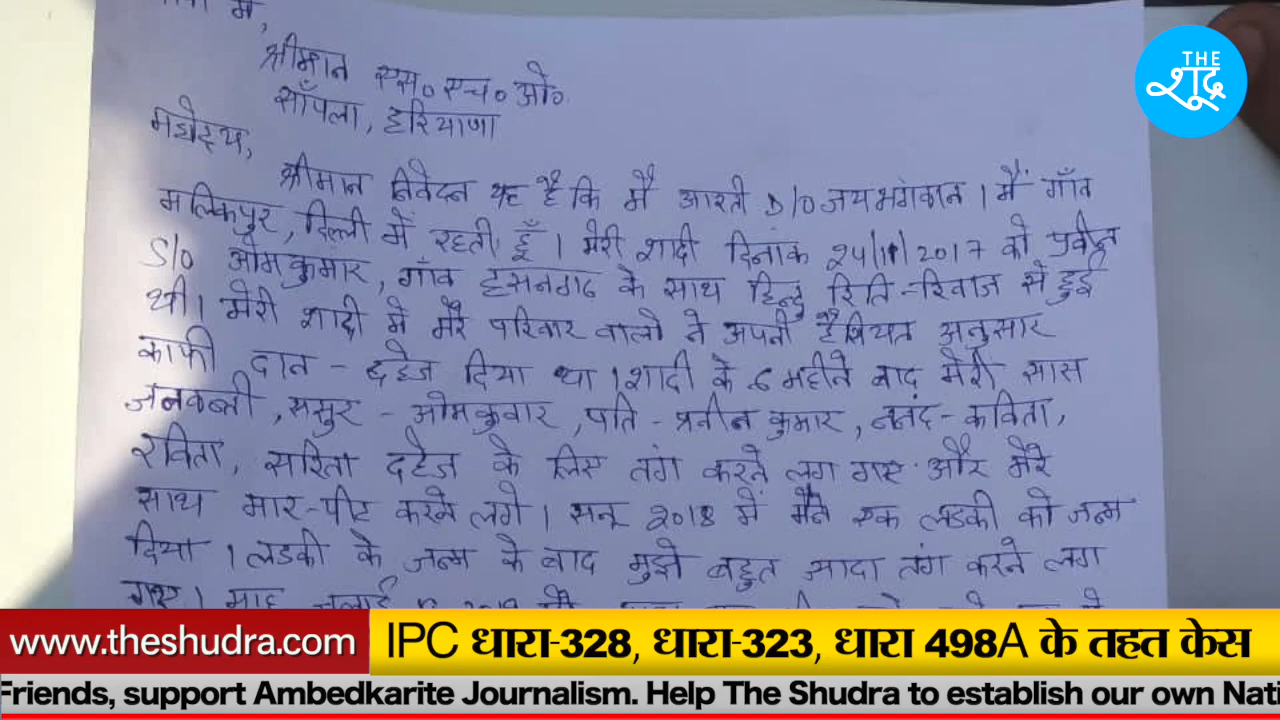 श्रीमान एस० एच० ओ०
साँपला, हरियाणा
महोदय,
श्रीमान निवेदन यह है कि मैं आरती D/O जयभगवान । मैं गाँव
मलिकपुर, दिल्ली में रहती हूँ । मेरी शादी दिनांक 24/11/2017 को प्रवीन
S/O ओमकुमार, गाँव हसनगढ के साथ हिन्दु रिति-रिवाज से हुई
थी। मेरी शादी मे मेरे परिवार वालो ने अपनी हैसियत अनुसार
काफी दान - दहेज दिया था । शादी के 6 महीने बाद मेरी सास
, ससुर - ओमकुवार, पति - प्रवीन कुमार, ननंद - कविता,
रविता, सरिता दहेज के लिए तंग करने लग गए और मेरे
साथ मार-पीट करने लगे । सन् 2018 में मैने एक लडकी को जन्म
दिया । लडकी के जन्म के बाद मुझे बहुत जादा तंग करने लग
गए । माह
THE शूद्र
www.theshudra.com
IPC धारा-328, धारा-323, धारा 498A के तहत केस
Friends, support Ambedkarite Journalism. Help The Shudra to establish our own Nati